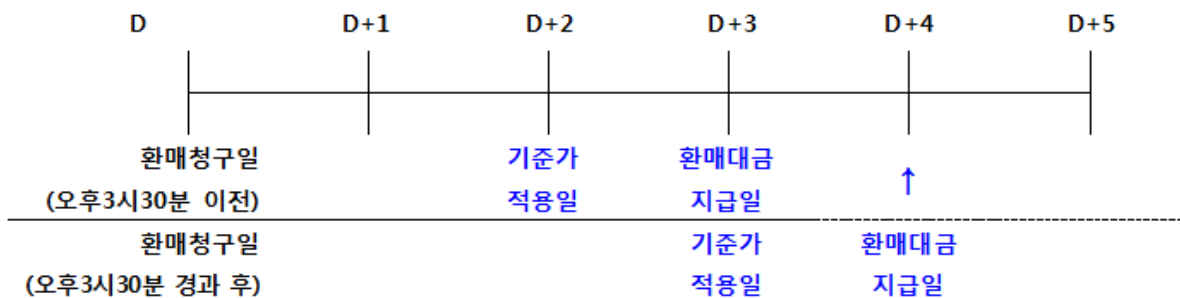 D D+1 D+2 D+3 D+4 D+5
환매청구일 기준가 환매대금
(오후3시30분 이전) 적용일 지급일 ↑
환매청구일 기준가 환매대금
(오후3시30분 경과 후) 적용일 지급일